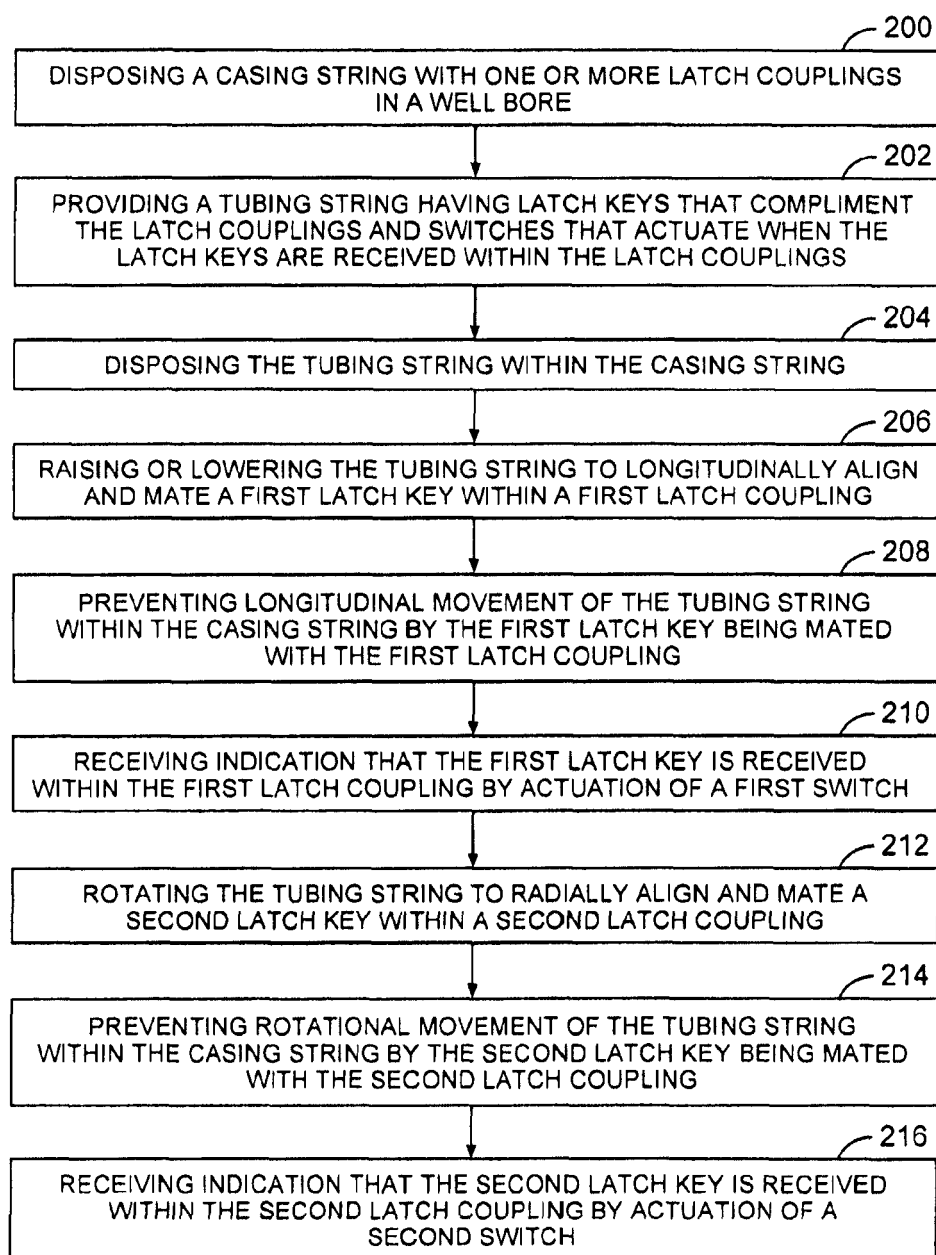 200
DISPOSING A CASING STRING WITH ONE OR MORE LATCH COUPLINGS
IN A WELL BORE
202
PROVIDING A TUBING STRING HAVING LATCH KEYS THAT COMPLIMENT
THE LATCH COUPLINGS AND SWITCHES THAT ACTUATE WHEN THE
LATCH KEYS ARE RECEIVED WITHIN THE LATCH COUPLINGS
204
DISPOSING THE TUBING STRING WITHIN THE CASING STRING
206
RAISING OR LOWERING THE TUBING STRING TO LONGITUDINALLY ALIGN
AND MATE A FIRST LATCH KEY WITHIN A FIRST LATCH COUPLING
208
PREVENTING LONGITUDINAL MOVEMENT OF THE TUBING STRING
WITHIN THE CASING STRING BY THE FIRST LATCH KEY BEING MATED
WITH THE FIRST LATCH COUPLING
210
RECEIVING INDICATION THAT THE FIRST LATCH KEY IS RECEIVED
WITHIN THE FIRST LATCH COUPLING BY ACTUATION OF A FIRST SWITCH
212
ROTATING THE TUBING STRING TO RADIALLY ALIGN AND MATE A
SECOND LATCH KEY WITHIN A SECOND LATCH COUPLING
214
PREVENTING ROTATIONAL MOVEMENT OF THE TUBING STRING
WITHIN THE CASING STRING BY THE SECOND LATCH KEY BEING MATED
WITH THE SECOND LATCH COUPLING
216
RECEIVING INDICATION THAT THE SECOND LATCH KEY IS RECEIVED
WITHIN THE SECOND LATCH COUPLING BY ACTUATION OF A
SECOND SWITCH